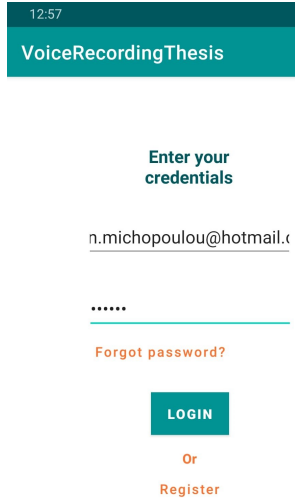 12:57
VoiceRecordingThesis
Enter your
credentials
n.michopoulou@hotmail.c
••••••
Forgot password?
LOGIN
Or
Register